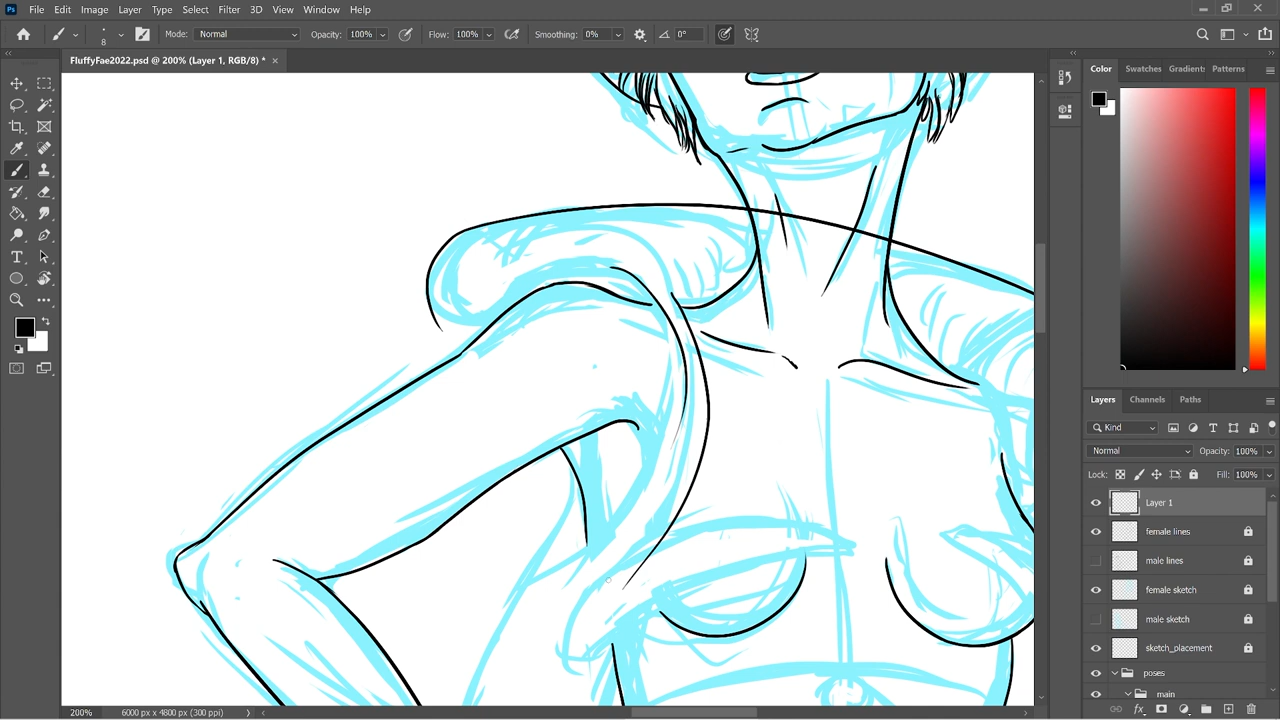 Ps File Edit Image Layer Type Select Filter 3D View Window Help
8 Mode: Normal Opacity: 100% Flow: 100% Smoothing: 0% 0°
FluffyFae2022.psd @ 200% (Layer 1, RGB/8) * ×
Color Swatches Gradients Patterns
Layers Channels Paths
Kind
Normal Opacity: 100%
Lock: Fill: 100%
Layer 1
female lines
male lines
female sketch
male sketch
sketch_placement
poses
main
200% 6000 px x 4800 px (300 ppi)